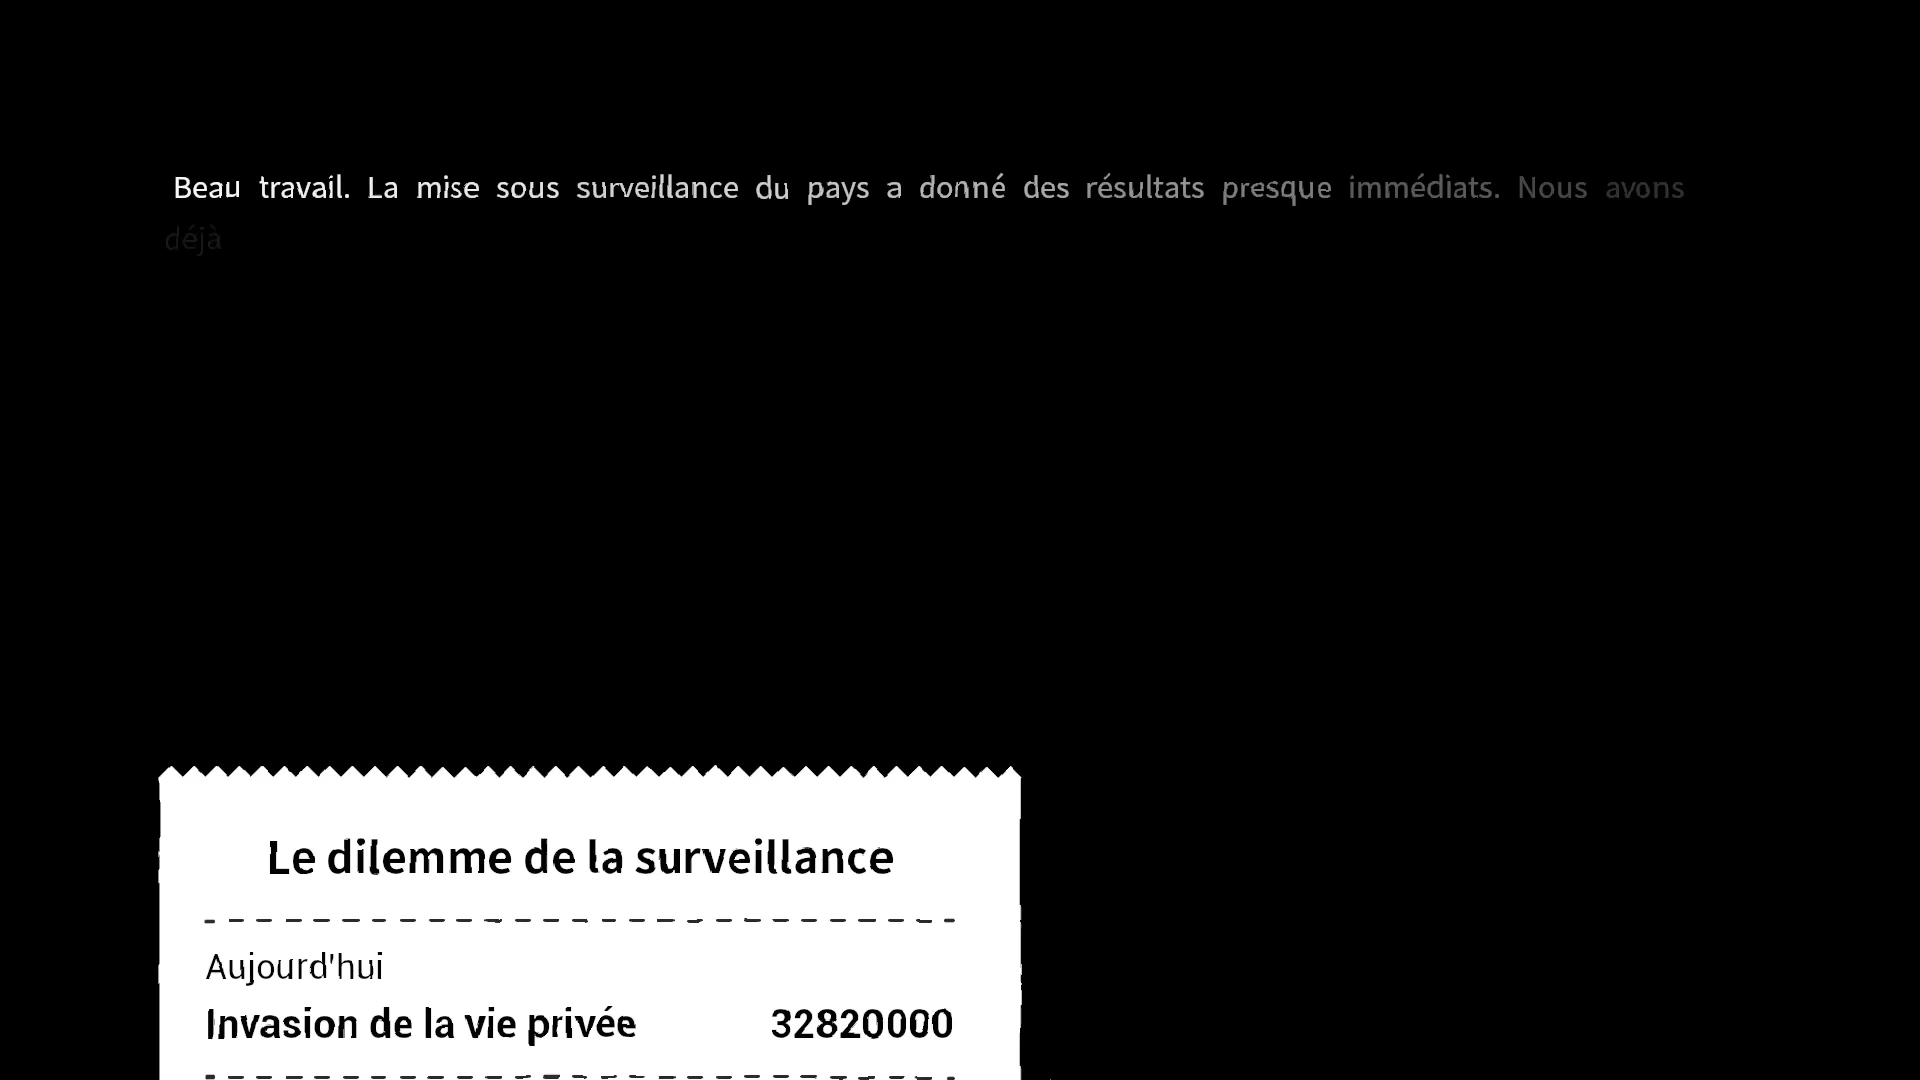 Beau travail. La mise sous surveillance du pays a donné des résultats presque immédiats. Nous avons
déjà
Le dilemme de la surveillance
Aujourd'hui
Invasion de la vie privée 32820000